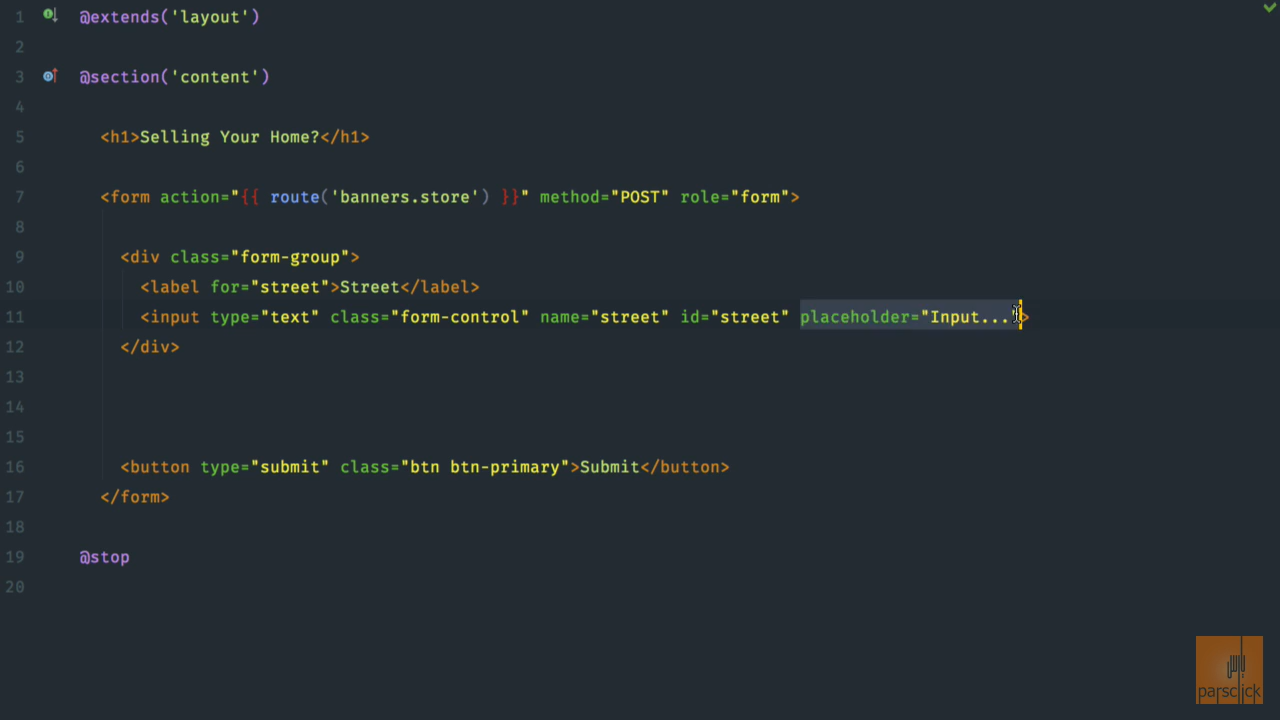 1 @extends('layout')
2
3 @section('content')
4
5 <h1>Selling Your Home?</h1>
6
7 <form action="{{ route('banners.store') }}" method="POST" role="form">
8
9 <div class="form-group">
10 <label for="street">Street</label>
11 <input type="text" class="form-control" name="street" id="street" placeholder="Input...">
12 </div>
13
14
15
16 <button type="submit" class="btn btn-primary">Submit</button>
17 </form>
18
19 @stop
20
parsclick